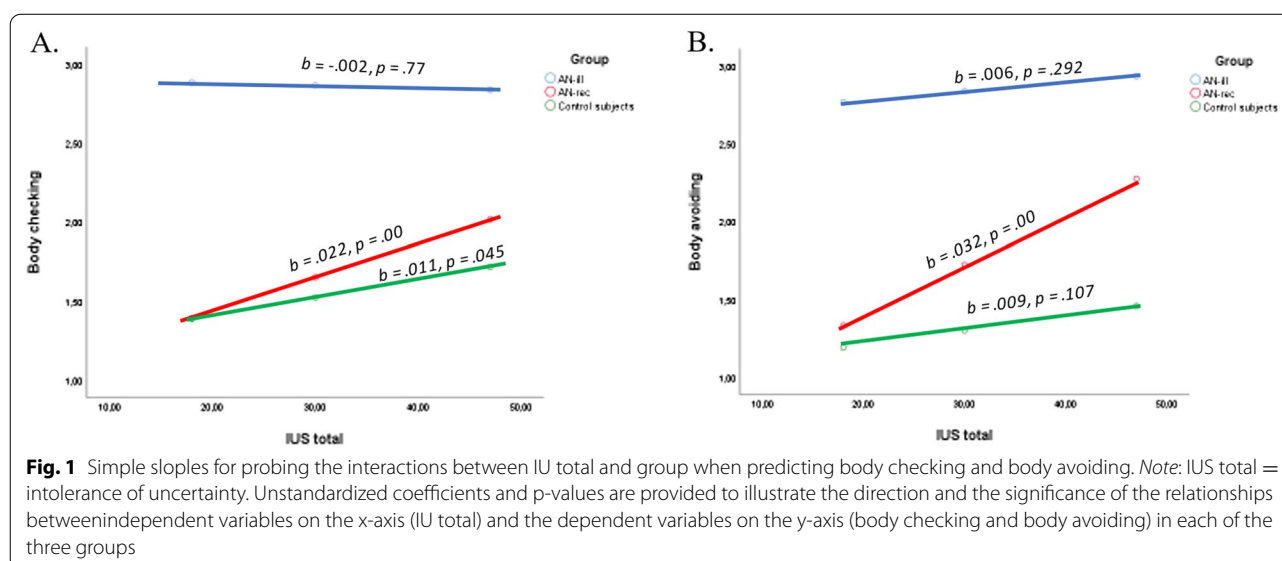 A.
Group
AN-ill
AN-rec
Control subjects
b = -.002, p = .77
b = .022, p = .00
b = .011, p = .045
3,00
2,50
2,00
1,50
1,00
Body checking
10,00 20,00 30,00 40,00 50,00
IUS total
B.
Group
AN-ill
AN-rec
Control subjects
b = .006, p = .292
b = .032, p = .00
b = .009, p = .107
3,00
2,50
2,00
1,50
1,00
Body avoiding
10,00 20,00 30,00 40,00 50,00
IUS total
Fig. 1 Simple sloples for probing the interactions between IU total and group when predicting body checking and body avoiding. Note: IUS total =
intolerance of uncertainty. Unstandardized coefficients and p-values are provided to illustrate the direction and the significance of the relationships
betweenindependent variables on the x-axis (IU total) and the dependent variables on the y-axis (body checking and body avoiding) in each of the
three groups